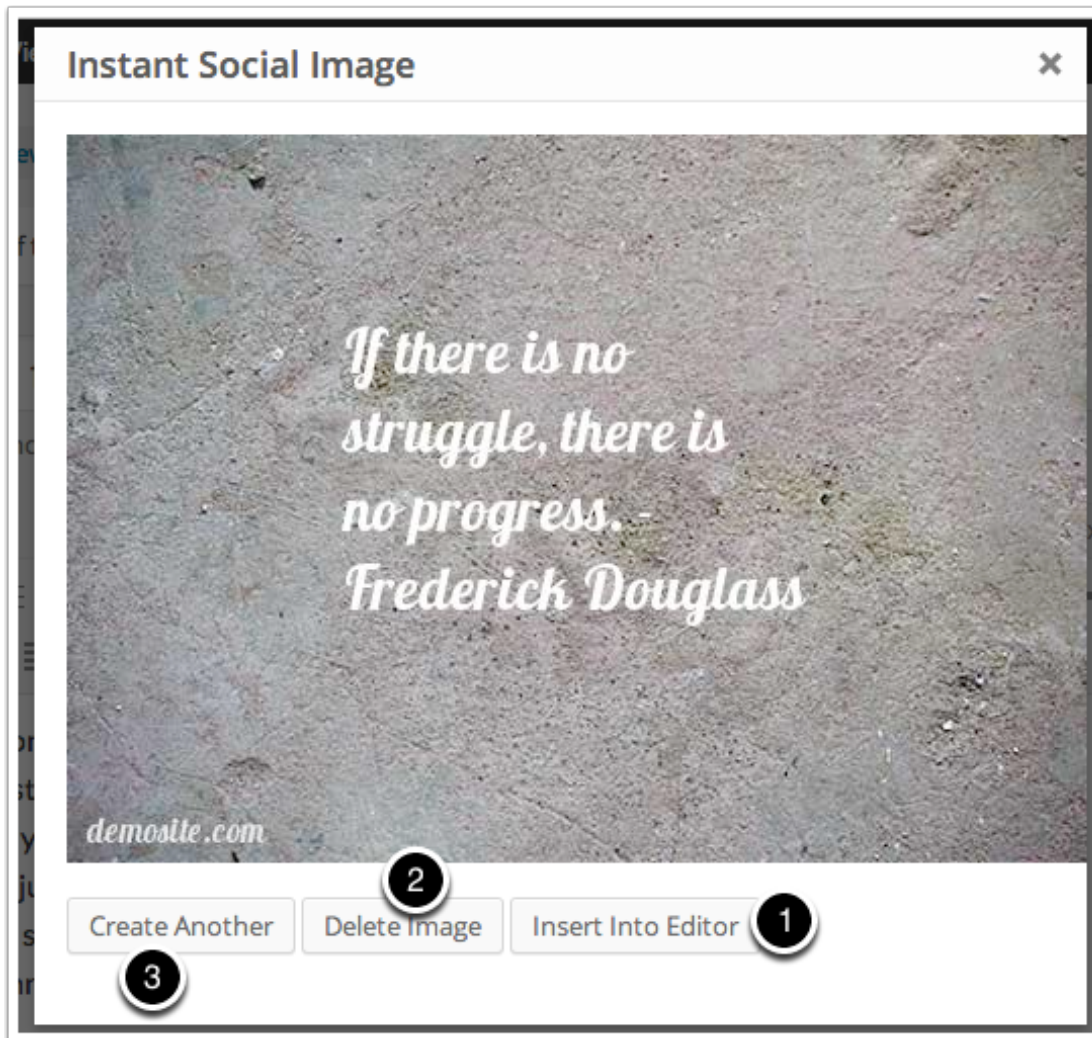 Instant Social Image ×
If there is no
struggle, there is
no progress. -
Frederick Douglass
demosite.com
2
Create Another Delete Image Insert Into Editor 1
3